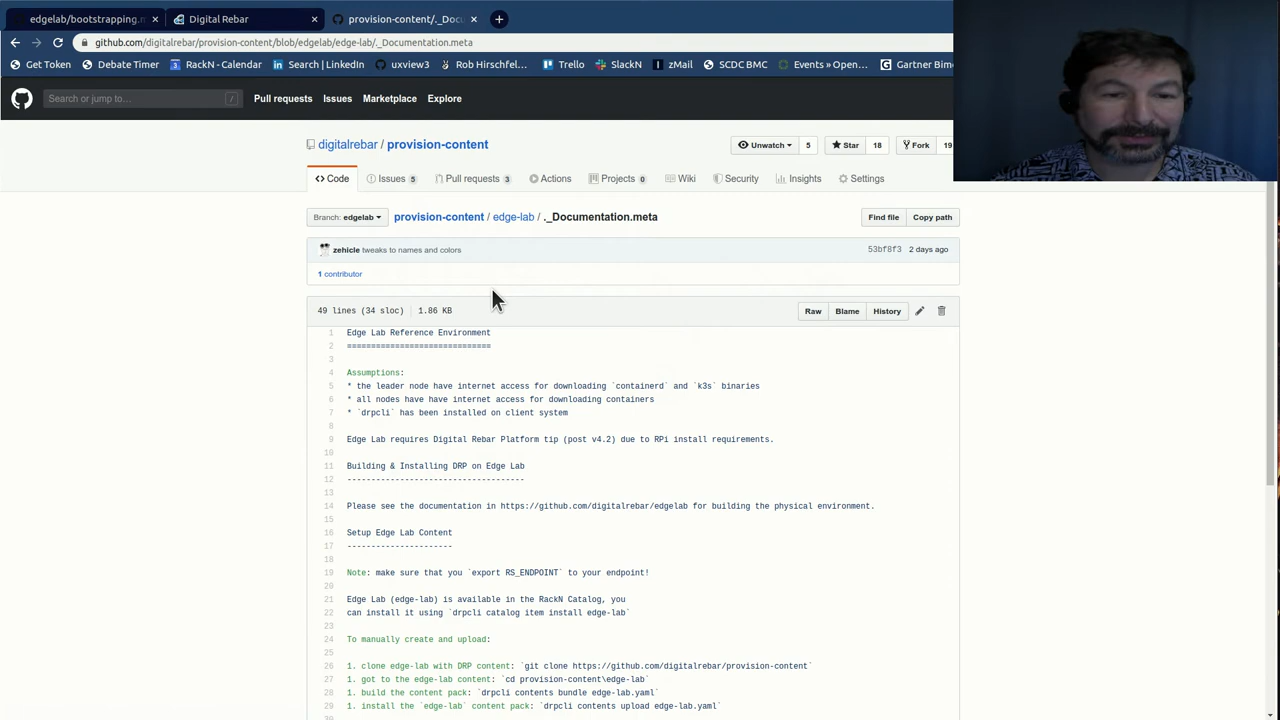 edgelab/bootstrapping.m
Digital Rebar
provision-content/._Docu
github.com/digitalrebar/provision-content/blob/edgelab/edge-lab/._Documentation.meta
Get Token
Debate Timer
RackN - Calendar
Search | LinkedIn
uxview3
Rob Hirschfel...
Trello
SlackN
zMail
SCDC BMC
Events » Open...
Gartner Bimo
Search or jump to...
/
Pull requests
Issues
Marketplace
Explore
digitalrebar / provision-content
Unwatch 5
Star 18
Fork 19
Code
Issues 5
Pull requests 3
Actions
Projects 0
Wiki
Security
Insights
Settings
Branch: edgelab
provision-content / edge-lab / ._Documentation.meta
Find file
Copy path
zehicle tweaks to names and colors
53bf8f3 2 days ago
1 contributor
49 lines (34 sloc) | 1.86 KB
Raw
Blame
History
1 Edge Lab Reference Environment
2 ==============================
3
4 Assumptions:
5 * the leader node have internet access for downloading `containerd` and `k3s` binaries
6 * all nodes have have internet access for downloading containers
7 * `drpcli` has been installed on client system
8
9 Edge Lab requires Digital Rebar Platform tip (post v4.2) due to RPi install requirements.
10
11 Building & Installing DRP on Edge Lab
12 -------------------------------------
13
14 Please see the documentation in https://github.com/digitalrebar/edgelab for building the physical environment.
15
16 Setup Edge Lab Content
17 ----------------------
18
19 Note: make sure that you `export RS_ENDPOINT` to your endpoint!
20
21 Edge Lab (edge-lab) is available in the RackN Catalog, you
22 can install it using `drpcli catalog item install edge-lab`
23
24 To manually create and upload:
25
26 1. clone edge-lab with DRP content: `git clone https://github.com/digitalrebar/provision-content`
27 1. got to the edge-lab content: `cd provision-content\edge-lab`
28 1. build the content pack: `drpcli contents bundle edge-lab.yaml`
29 1. install the `edge-lab` content pack: `drpcli contents upload edge-lab.yaml`
30